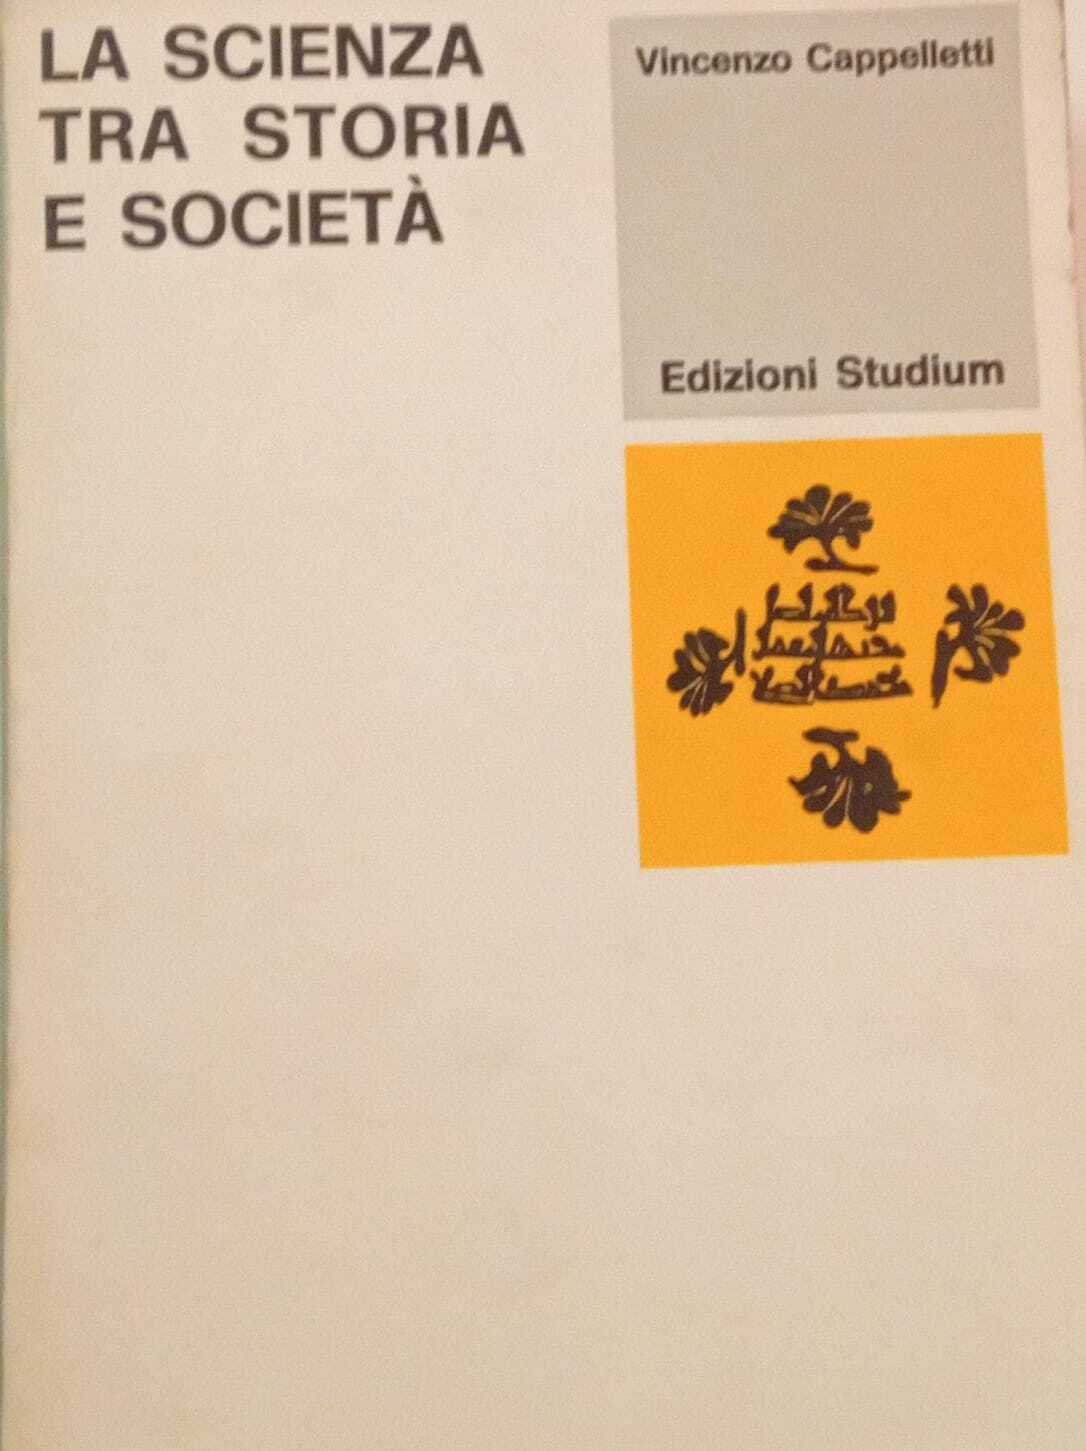 LA SCIENZA
TRA STORIA
E SOCIETÀ
Vincenzo Cappelletti
Edizioni Studium